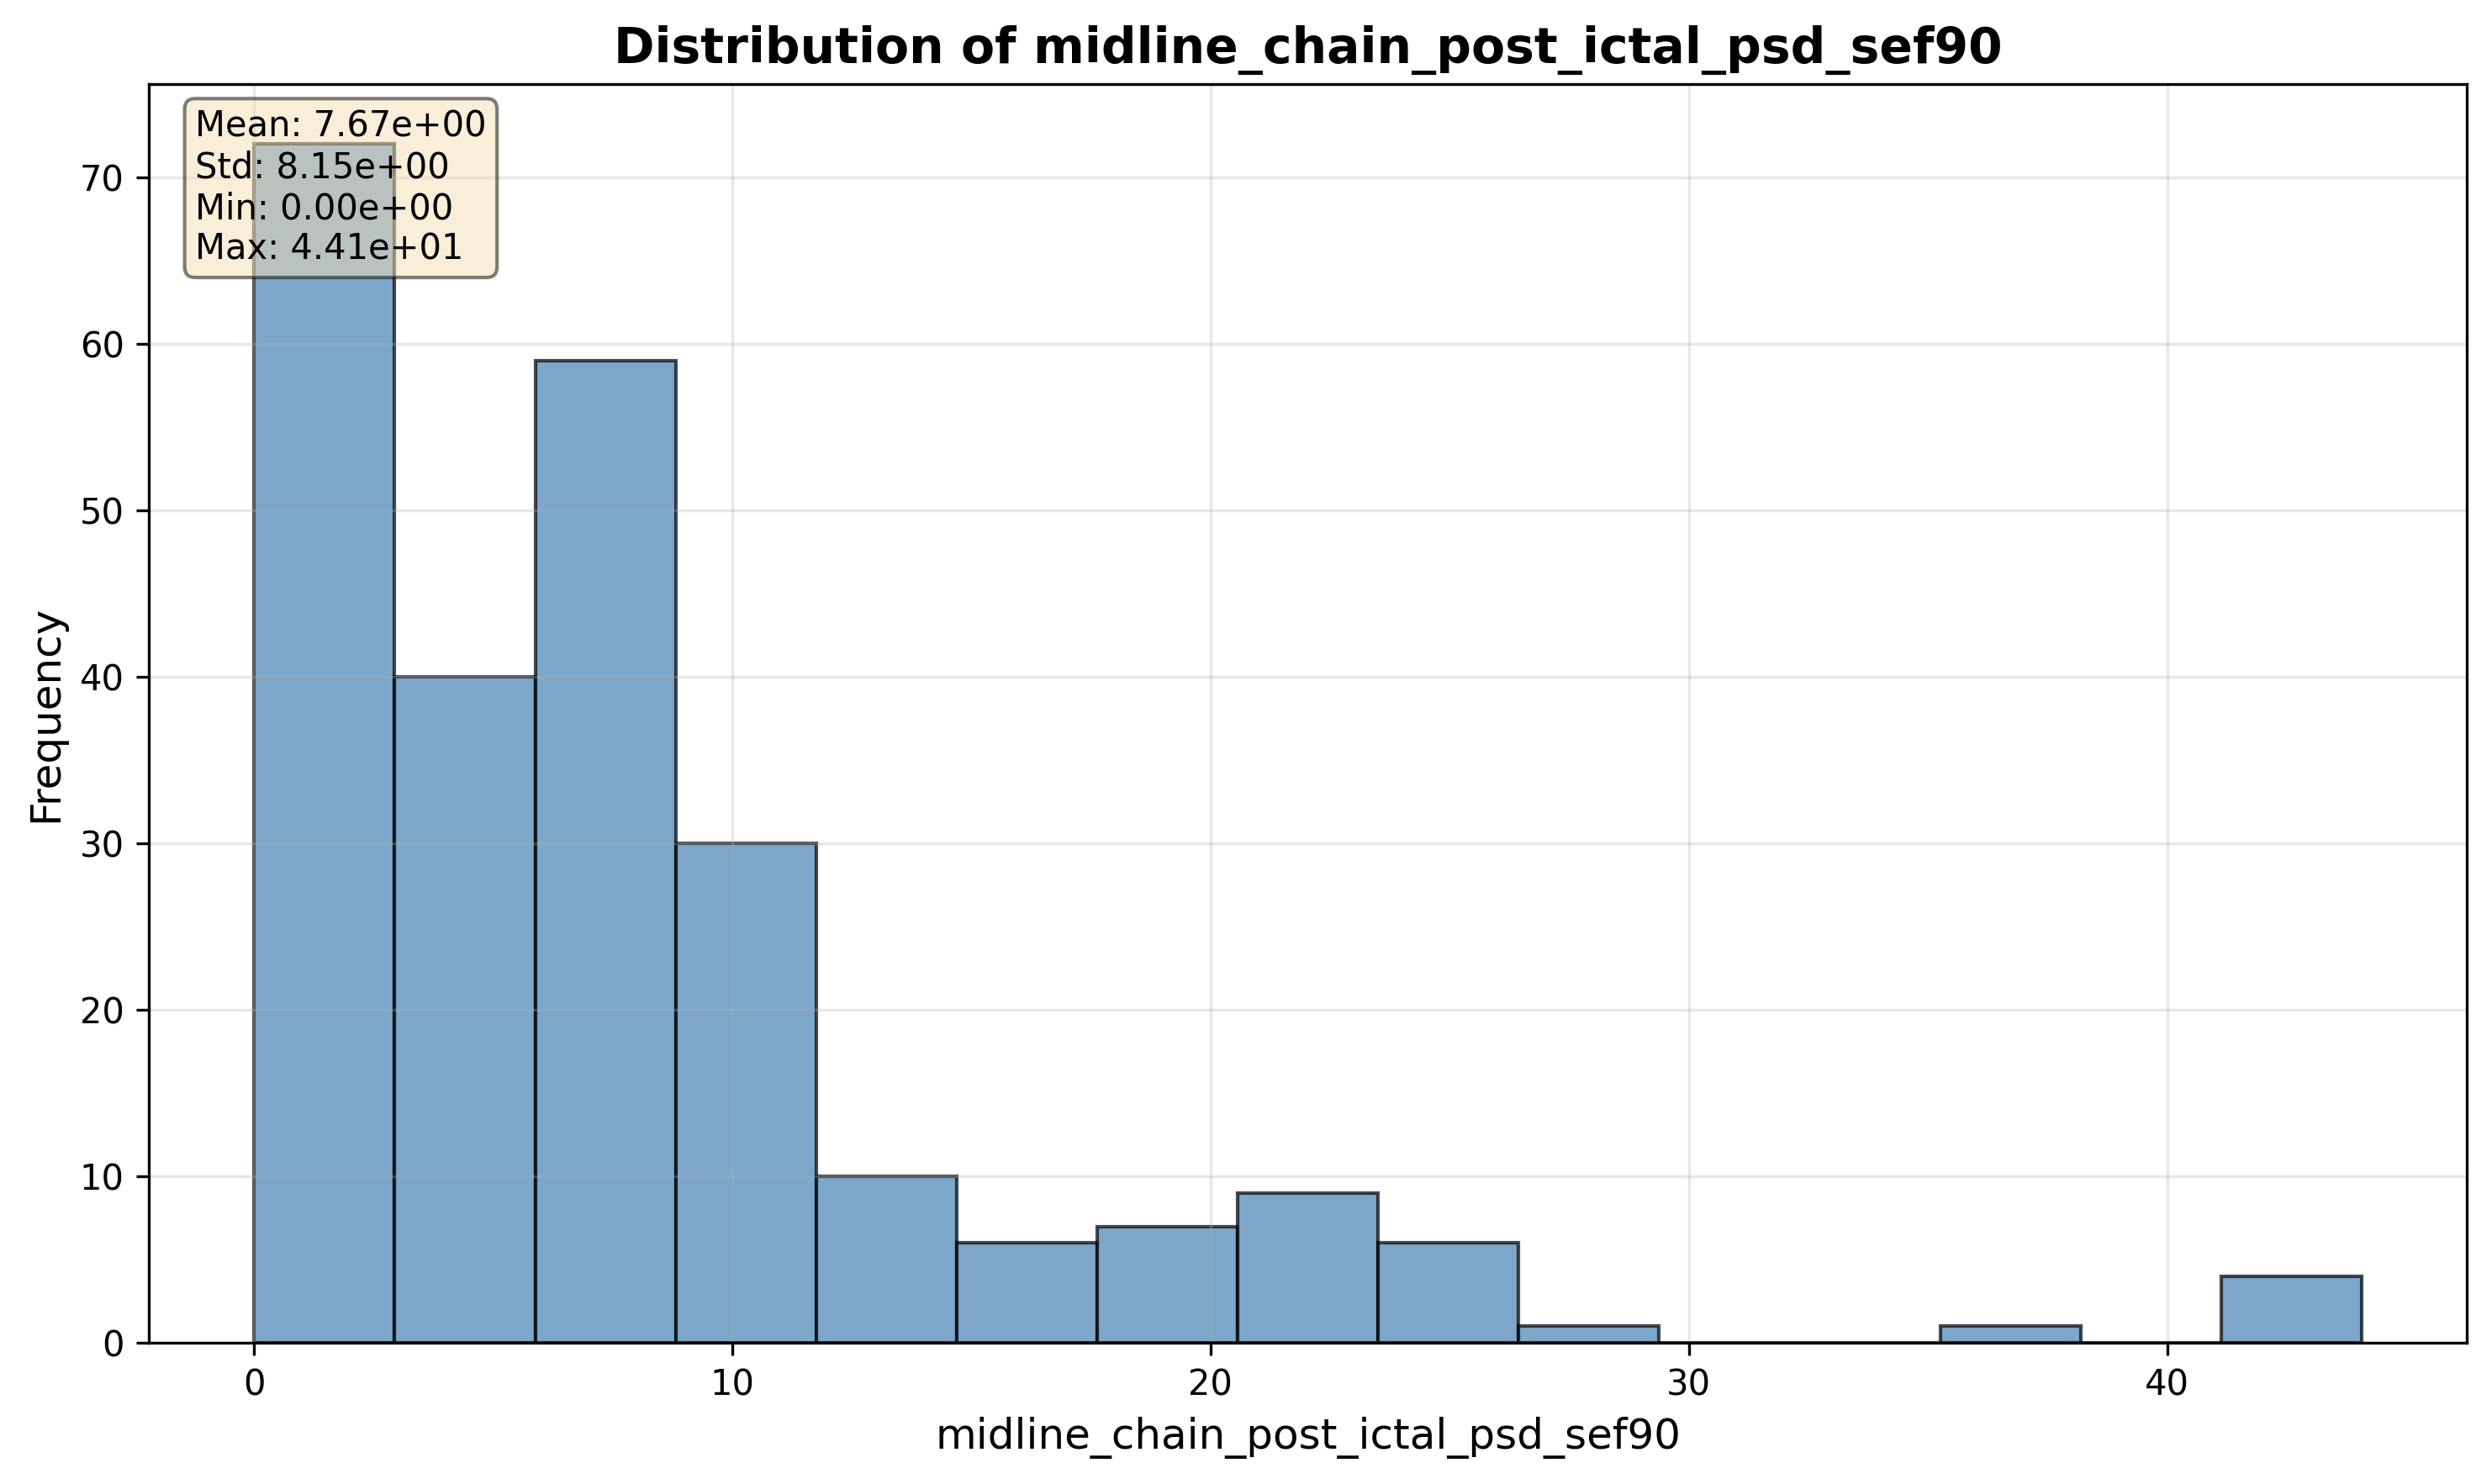 Distribution of midline_chain_post_ictal_psd_sef90
Mean: 7.67e+00
Std: 8.15e+00
Min: 0.00e+00
Max: 4.41e+01
70
60
50
40
30
20
10
0
Frequency
0 10 20 30 40
midline_chain_post_ictal_psd_sef90